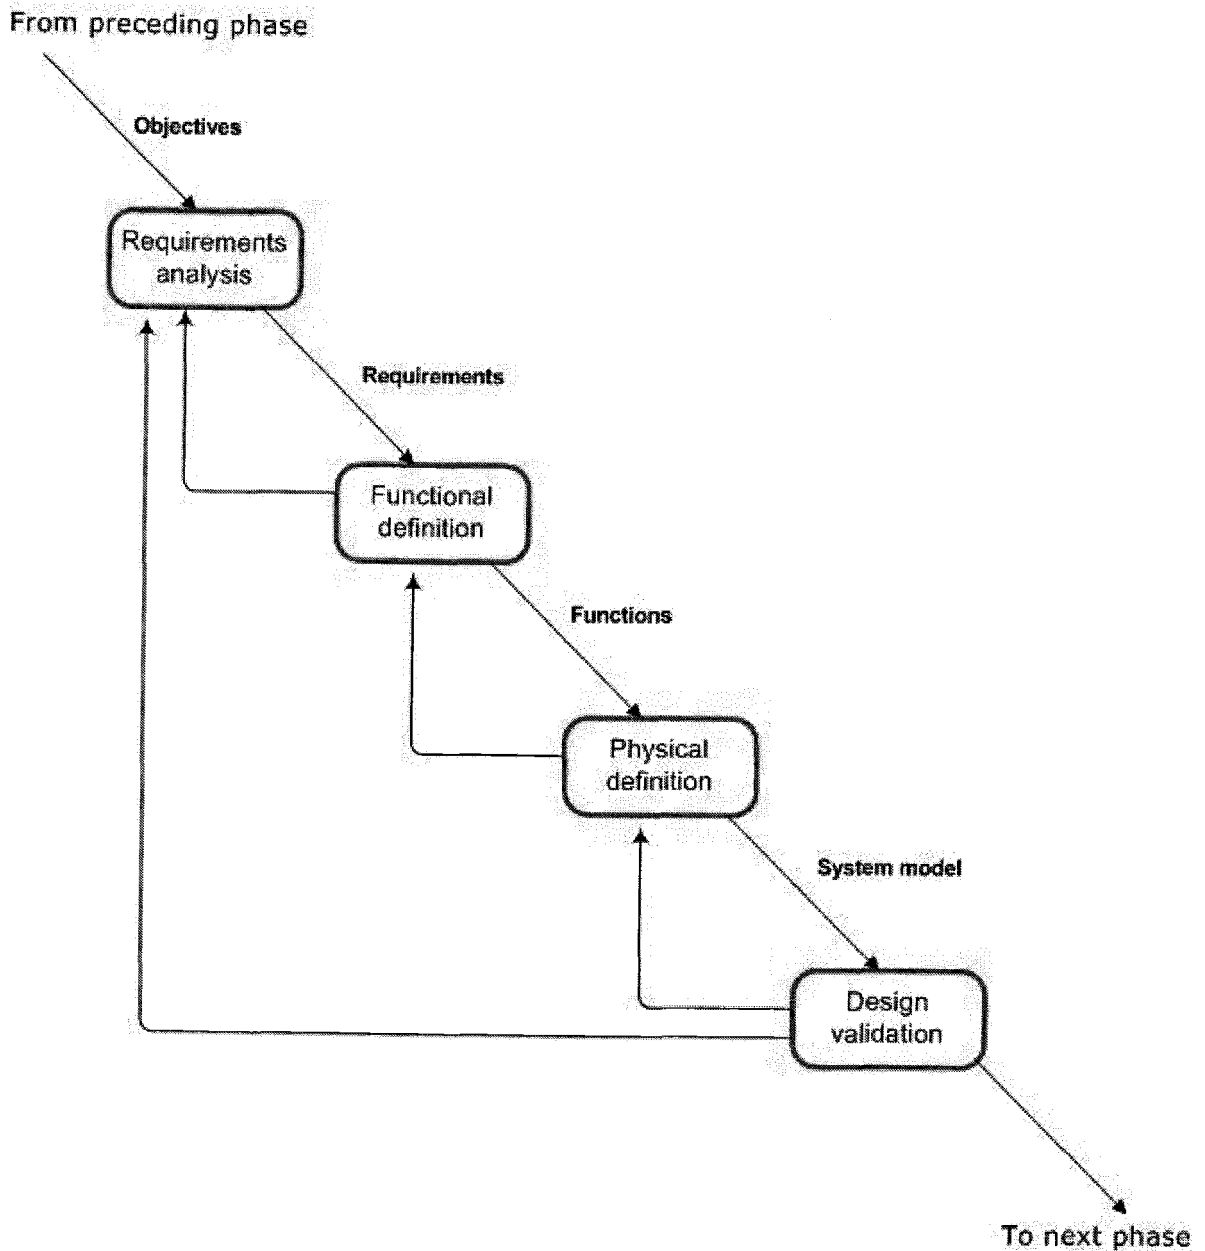 From preceding phase
Objectives
Requirements
analysis
Requirements
Functional
definition
Functions
Physical
definition
System model
Design
validation
To next phase